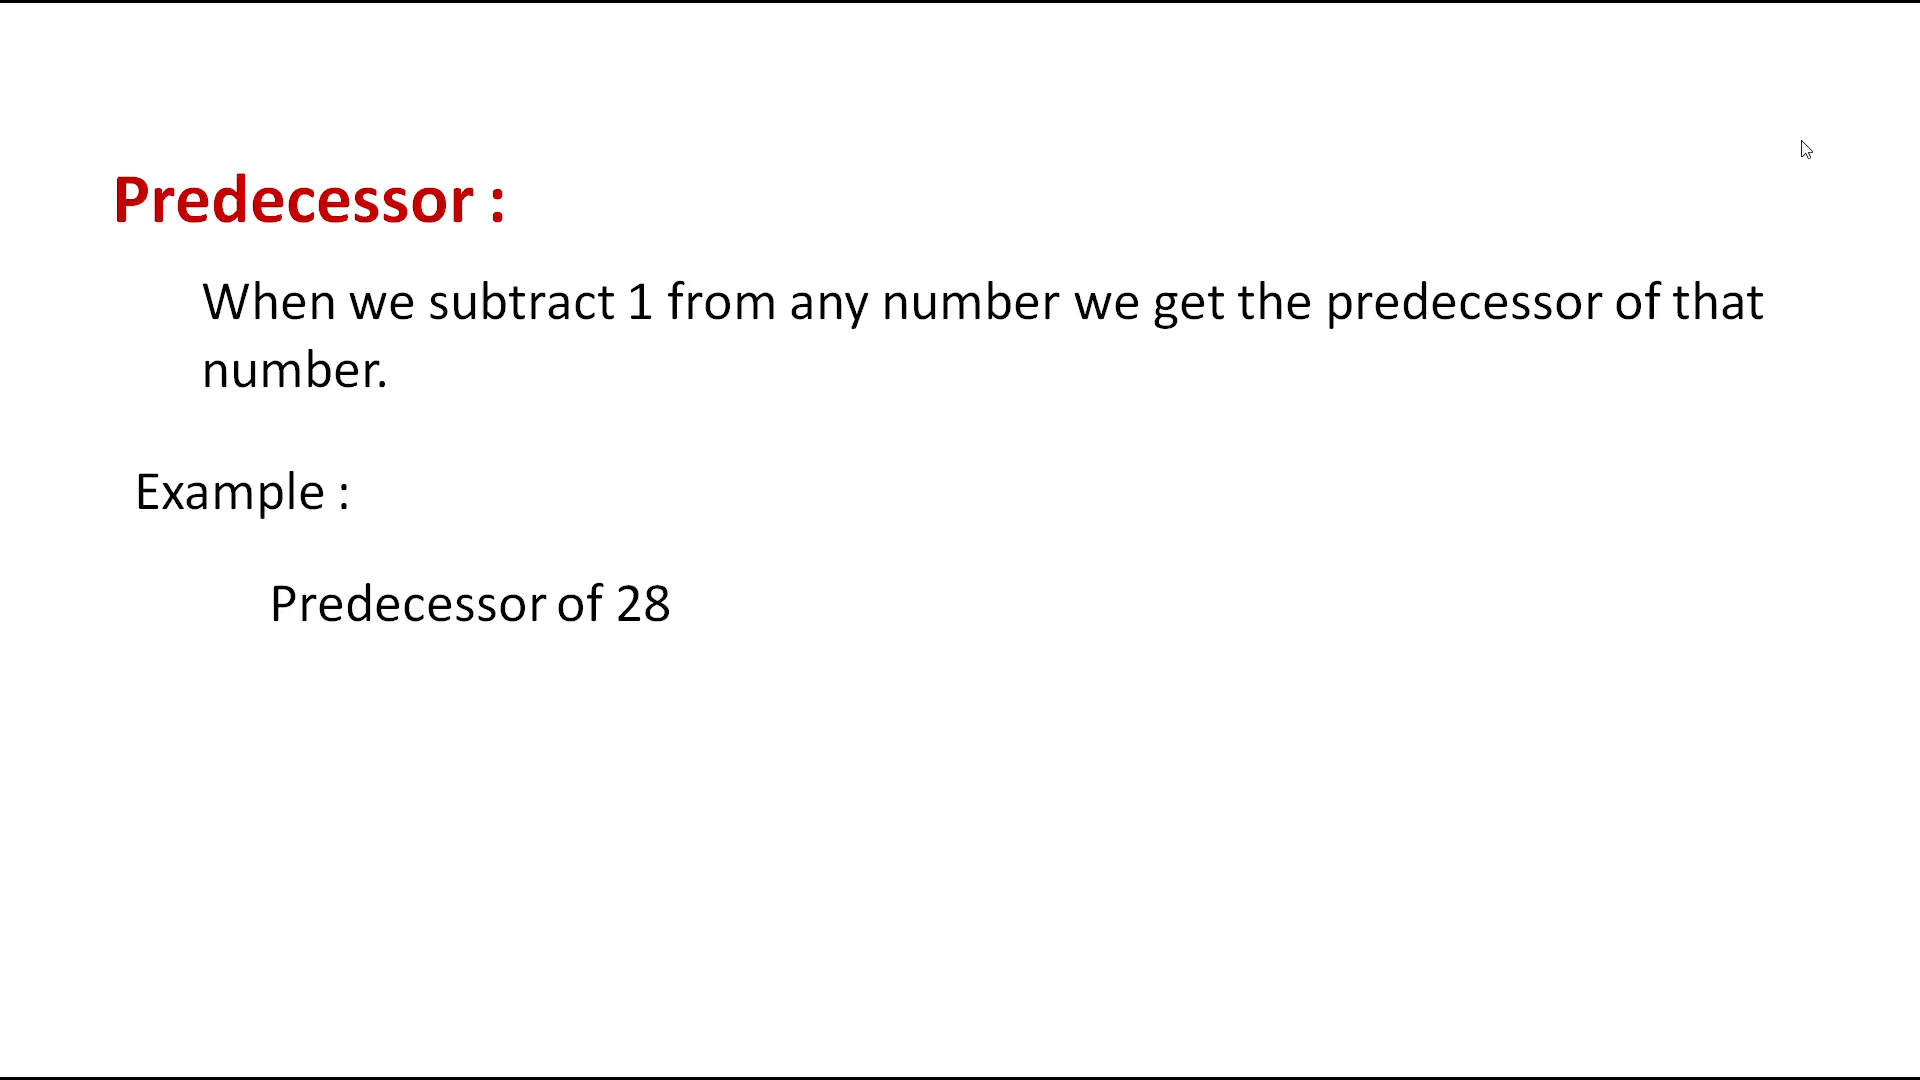 Predecessor :
When we subtract 1 from any number we get the predecessor of that
number.
Example :
Predecessor of 28